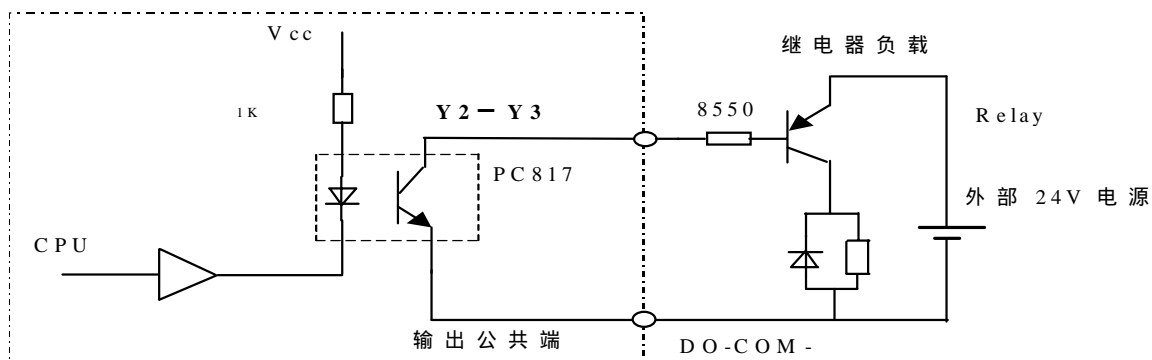 Vcc
继电器负载
1K
Y2－Y3
8550
Relay
PC817
外部 24V 电源
CPU
输出公共端
DO-COM-